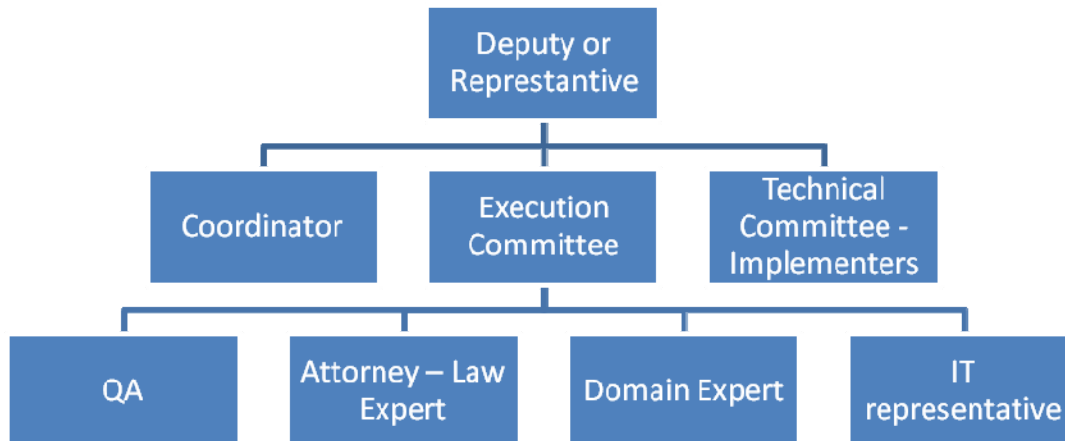 Deputy or
Represtantive
Coordinator
Execution
Committee
Technical
Committee -
Implementers
QA
Attorney – Law
Expert
Domain Expert
IT
representative